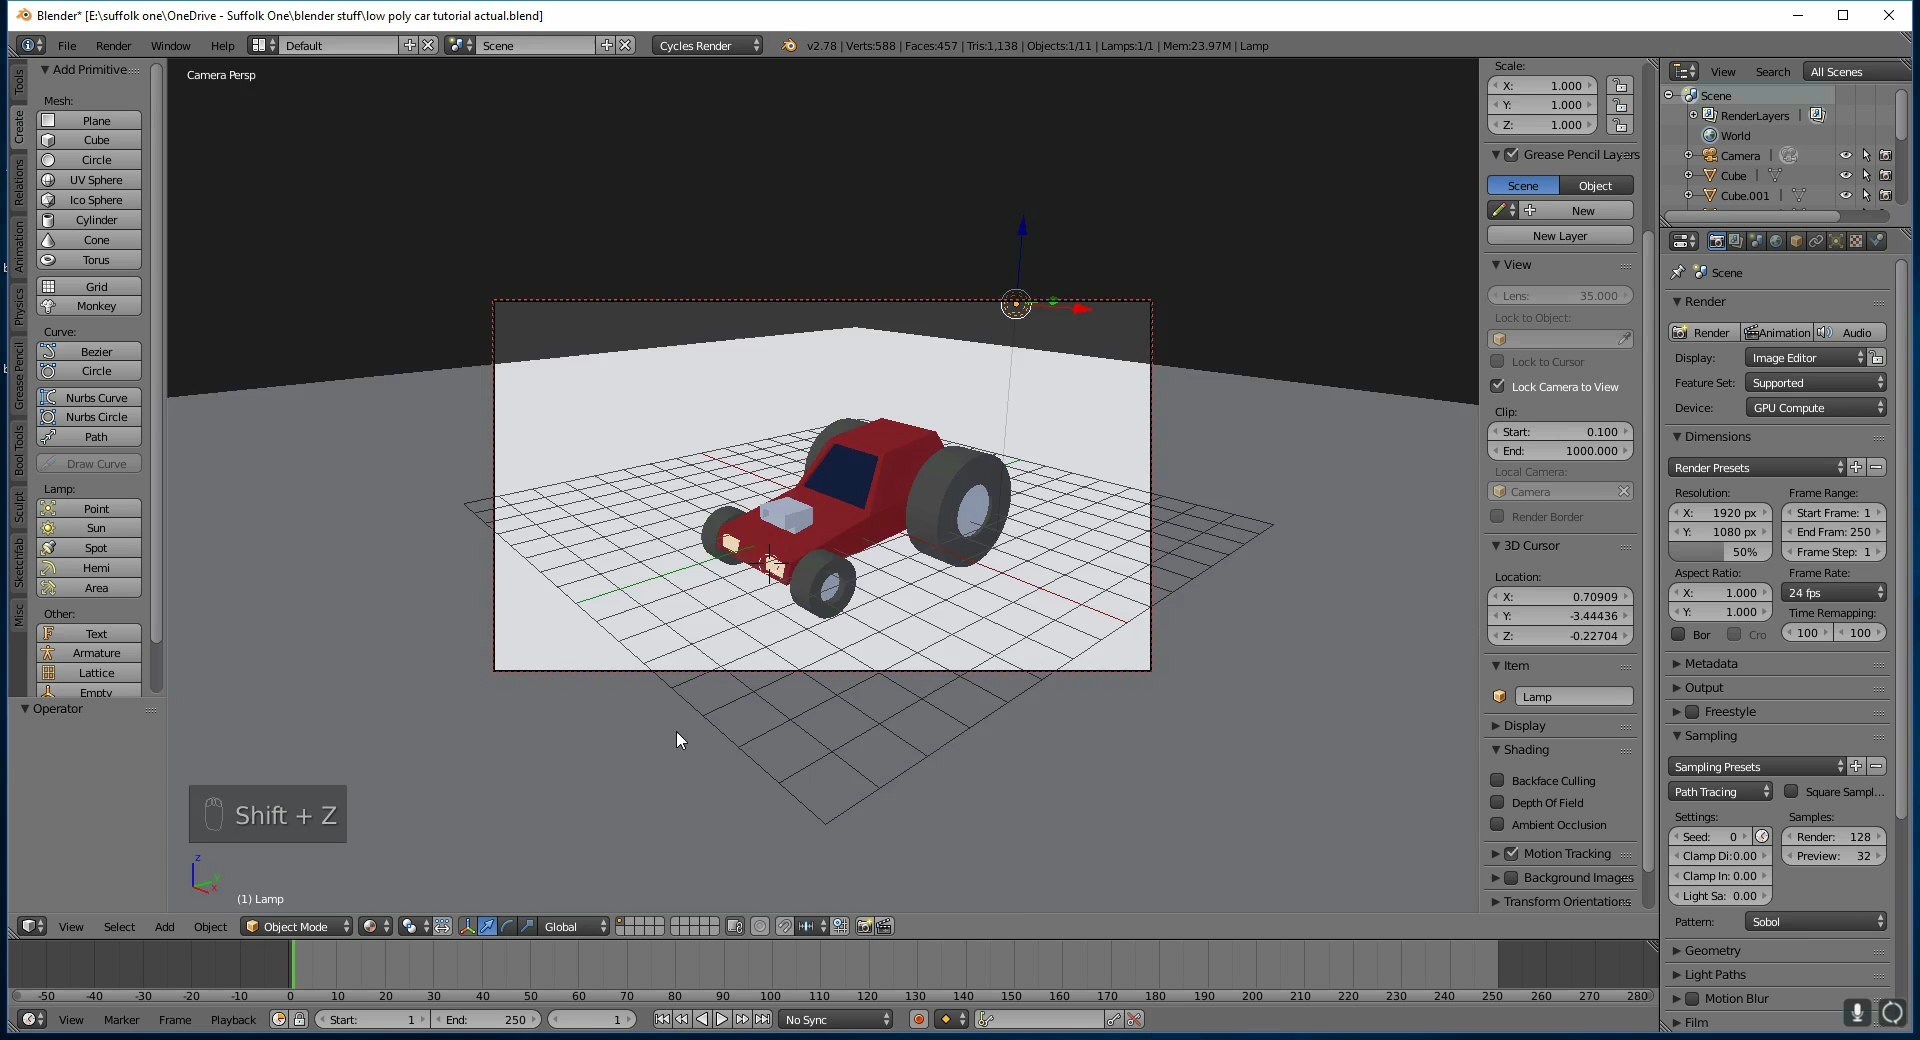 Blender* [E:\suffolk one\OneDrive - Suffolk One\blender stuff\low poly car tutorial actual.blend]
File Render Window Help Default Scene Cycles Render v2.78 | Verts:588 | Faces:457 | Tris:1,138 | Objects:1/11 | Lamps:1/1 | Mem:23.97M | Lamp
Tools
Create
Relations
Animation
Physics
Grease Pencil
Bool Tools
Sculpt
Sketchfab
Misc
Add Primitive
Mesh:
Plane
Cube
Circle
UV Sphere
Ico Sphere
Cylinder
Cone
Torus
Grid
Monkey
Curve:
Bezier
Circle
Nurbs Curve
Nurbs Circle
Path
Draw Curve
Lamp:
Point
Sun
Spot
Hemi
Area
Other:
Text
Armature
Lattice
Empty
Operator
Camera Persp
Shift + Z
z
y
x
(1) Lamp
Scale:
X: 1.000
Y: 1.000
Z: 1.000
Grease Pencil Layers
Scene Object
New
New Layer
View
Lens: 35.000
Lock to Object:
Lock to Cursor
Lock Camera to View
Clip:
Start: 0.100
End: 1000.000
Local Camera:
Camera
Render Border
3D Cursor
Location:
X: 0.70909
Y: -3.44436
Z: -0.22704
Item
Lamp
Display
Shading
Backface Culling
Depth Of Field
Ambient Occlusion
Motion Tracking
Background Images
Transform Orientations
View Search All Scenes
Scene
RenderLayers |
World
Camera |
Cube |
Cube.001 |
Scene
Render
Render Animation Audio
Display: Image Editor
Feature Set: Supported
Device: GPU Compute
Dimensions
Render Presets
Resolution: Frame Range:
X: 1920 px Start Frame: 1
Y: 1080 px End Fram: 250
50% Frame Step: 1
Aspect Ratio: Frame Rate:
X: 1.000 24 fps
Y: 1.000 Time Remapping:
Bor Cro 100 100
Metadata
Output
Freestyle
Sampling
Sampling Presets
Path Tracing Square Sampl...
Settings: Samples:
Seed: 0 Render: 128
Clamp Di:0.00 Preview: 32
Clamp In: 0.00
Light Sa: 0.00
Pattern: Sobol
Geometry
Light Paths
Motion Blur
Film
View Select Add Object Object Mode Global
-50 -40 -30 -20 -10 0 10 20 30 40 50 60 70 80 90 100 110 120 130 140 150 160 170 180 190 200 210 220 230 240 250 260 270 280
View Marker Frame Playback Start: 1 End: 250 1 No Sync